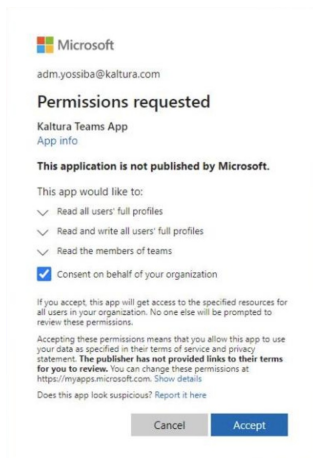 Microsoft
adm.yossiba@kaltura.com
Permissions requested
Kaltura Teams App
App info
This application is not published by Microsoft.
This app would like to:
Read all users' full profiles
Read and write all users' full profiles
Read the members of teams
Consent on behalf of your organization
If you accept, this app will get access to the specified resources for
all users in your organization. No one else will be prompted to
review these permissions.
Accepting these permissions means that you allow this app to use
your data as specified in their terms of service and privacy
statement. The publisher has not provided links to their terms
for you to review. You can change these permissions at
https://myapps.microsoft.com. Show details
Does this app look suspicious? Report it here
Cancel Accept